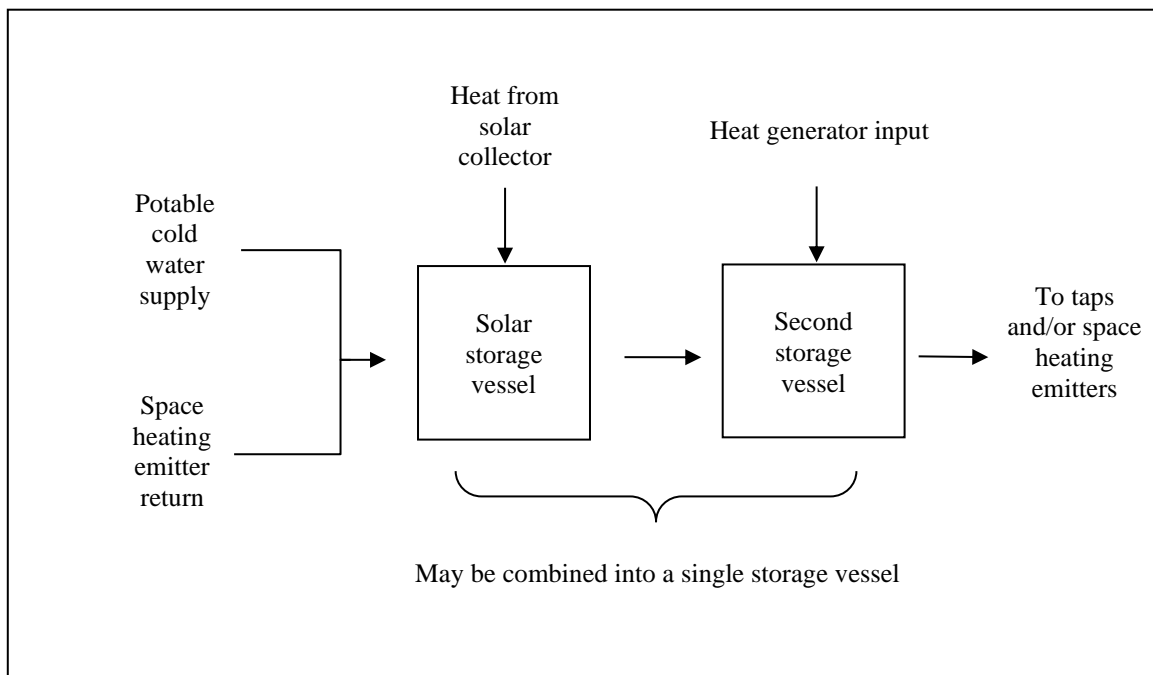 Heat from
solar
collector
Heat generator input
Potable
cold
water
supply
Solar
storage
vessel
Second
storage
vessel
To taps
and/or space
heating
emitters
Space
heating
emitter
return
May be combined into a single storage vessel